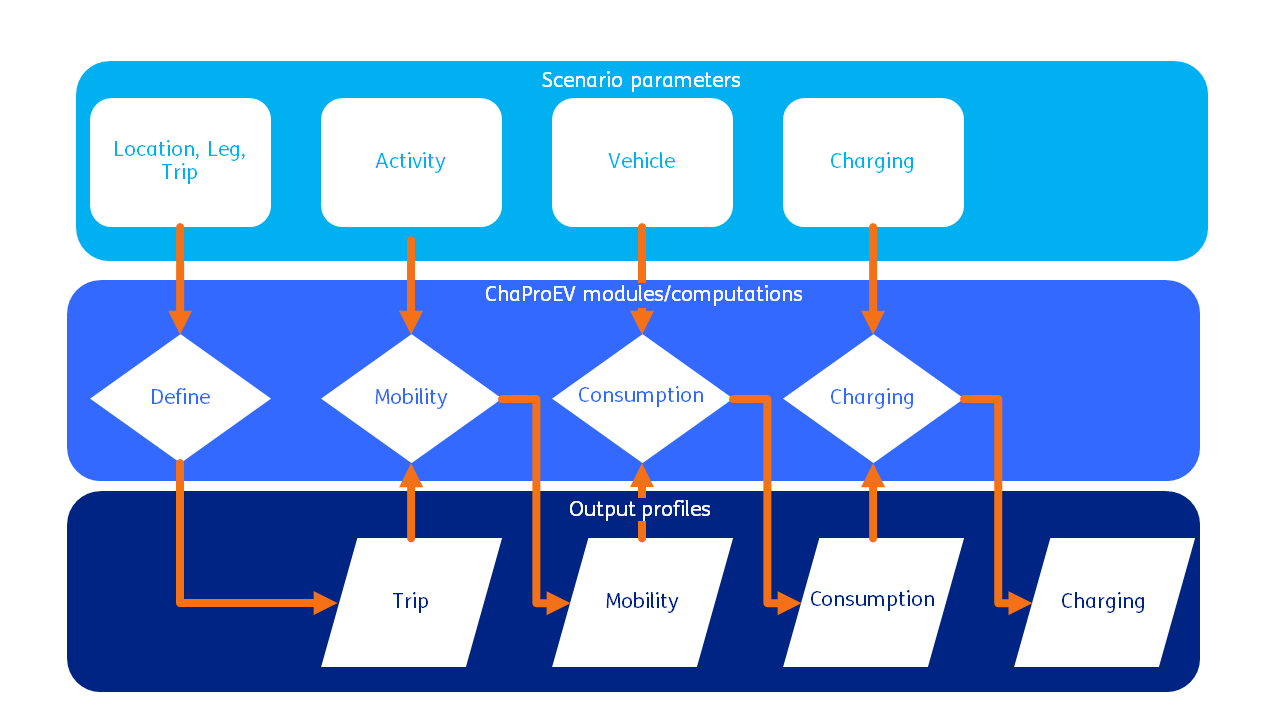 Scenario parameters
Location, Leg,
Trip
Activity
Vehicle
Charging
ChaProEV modules/computations
Define
Mobility
Consumption
Charging
Output profiles
Trip
Mobility
Consumption
Charging